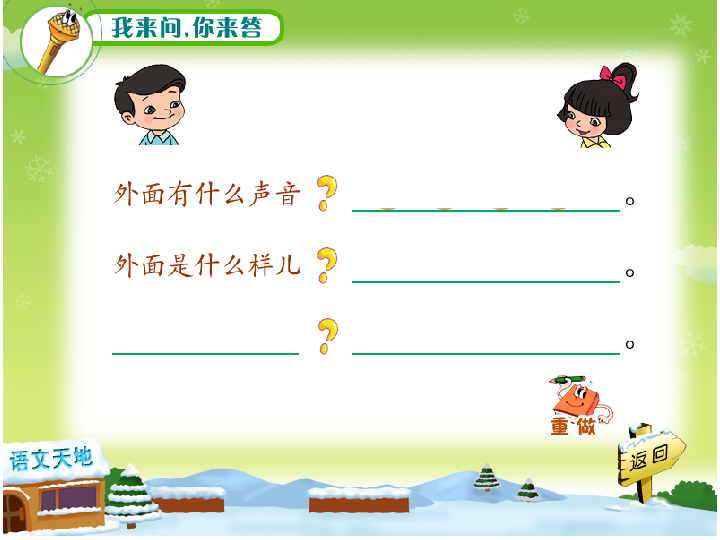 我来问,你来答
外面有什么声音？ 。
外面是什么样儿？ 。
？ 。
重做
语文天地
返回